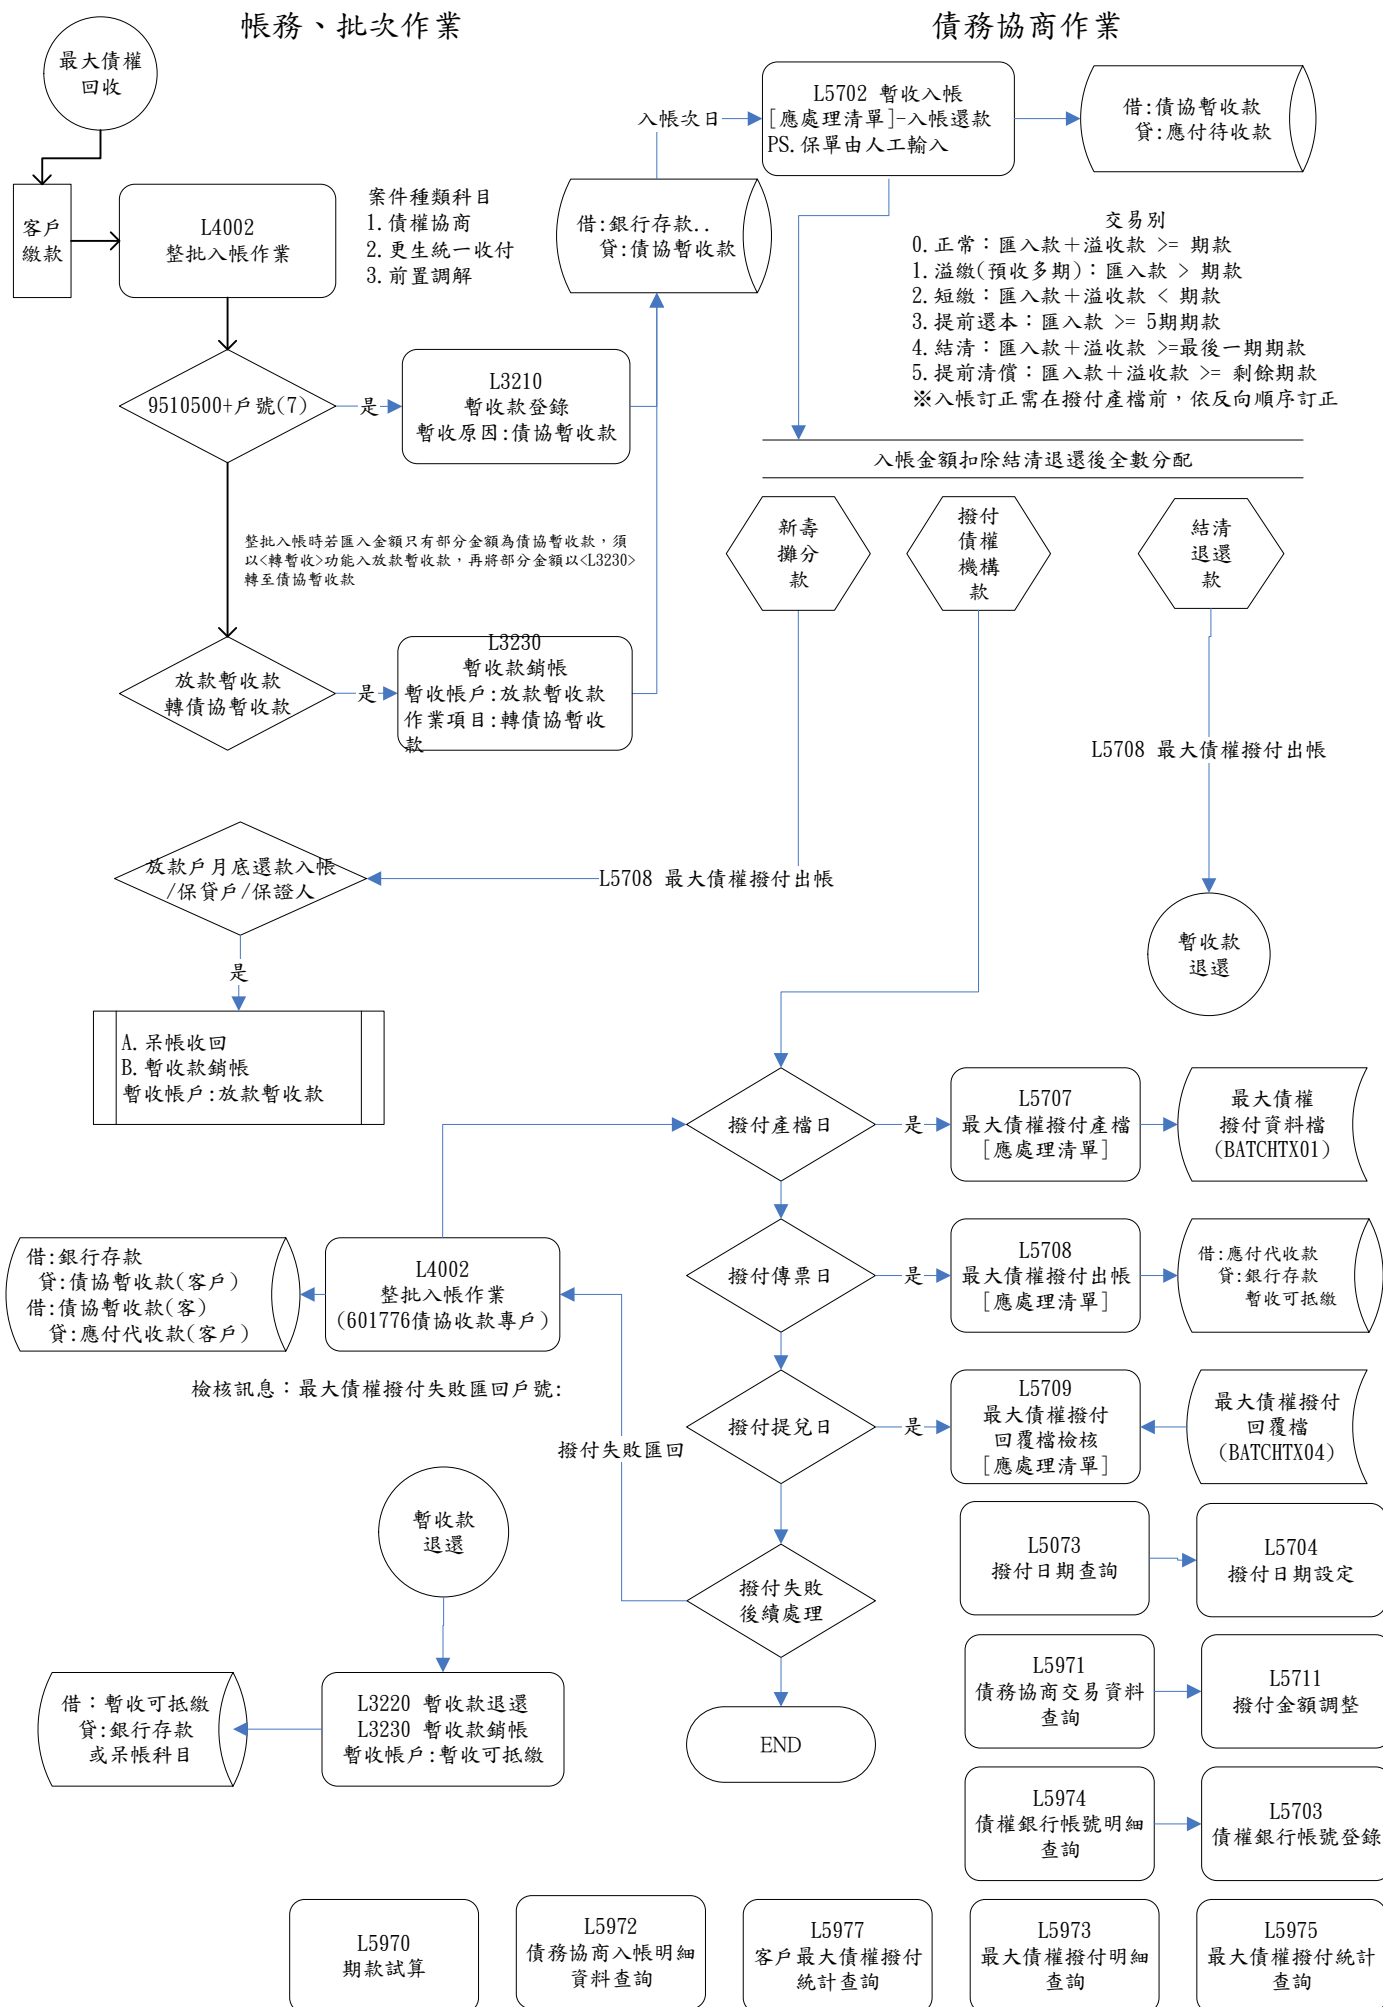 帳務、批次作業
債務協商作業
最大債權
回收
客戶
繳款
L4002
整批入帳作業
案件種類科目
1.債權協商
2.更生統一收付
3.前置調解
入帳次日
L5702 暫收入帳
[應處理清單]-入帳還款
PS.保單由人工輸入
借:債協暫收款
貸:應付待收款
借:銀行存款..
貸:債協暫收款
交易別
0.正常：匯入款＋溢收款 >= 期款
1.溢繳(預收多期)：匯入款 > 期款
2.短繳：匯入款＋溢收款 < 期款
3.提前還本：匯入款 >= 5期期款
4.結清：匯入款＋溢收款 >=最後一期期款
5.提前清償：匯入款＋溢收款 >= 剩餘期款
※入帳訂正需在撥付產檔前，依反向順序訂正
9510500+戶號(7)
是
L3210
暫收款登錄
暫收原因:債協暫收款
入帳金額扣除結清退還後全數分配
新壽
攤分
款
撥付
債權
機構
款
結清
退還
款
整批入帳時若匯入金額只有部分金額為債協暫收款，須
以<轉暫收>功能入放款暫收款，再將部分金額以<L3230>
轉至債協暫收款
放款暫收款
轉債協暫收款
是
L3230
暫收款銷帳
暫收帳戶:放款暫收款
作業項目:轉債協暫收
款
L5708 最大債權撥付出帳
放款戶月底還款入帳
/保貸戶/保證人
L5708 最大債權撥付出帳
暫收款
退還
是
A.呆帳收回
B.暫收款銷帳
暫收帳戶:放款暫收款
撥付產檔日
是
L5707
最大債權撥付產檔
[應處理清單]
最大債權
撥付資料檔
(BATCHTX01)
借:銀行存款
貸:債協暫收款(客戶)
借:債協暫收款(客)
貸:應付代收款(客戶)
L4002
整批入帳作業
(601776債協收款專戶)
撥付傳票日
是
L5708
最大債權撥付出帳
[應處理清單]
借:應付代收款
貸:銀行存款
暫收可抵繳
檢核訊息：最大債權撥付失敗匯回戶號:
撥付提兌日
是
L5709
最大債權撥付
回覆檔檢核
[應處理清單]
最大債權撥付
回覆檔
(BATCHTX04)
撥付失敗匯回
暫收款
退還
撥付失敗
後續處理
L5073
撥付日期查詢
L5704
撥付日期設定
借：暫收可抵繳
貸:銀行存款
或呆帳科目
L3220 暫收款退還
L3230 暫收款銷帳
暫收帳戶:暫收可抵繳
END
L5971
債務協商交易資料
查詢
L5711
撥付金額調整
L5974
債權銀行帳號明細
查詢
L5703
債權銀行帳號登錄
L5970
期款試算
L5972
債務協商入帳明細
資料查詢
L5977
客戶最大債權撥付
統計查詢
L5973
最大債權撥付明細
查詢
L5975
最大債權撥付統計
查詢